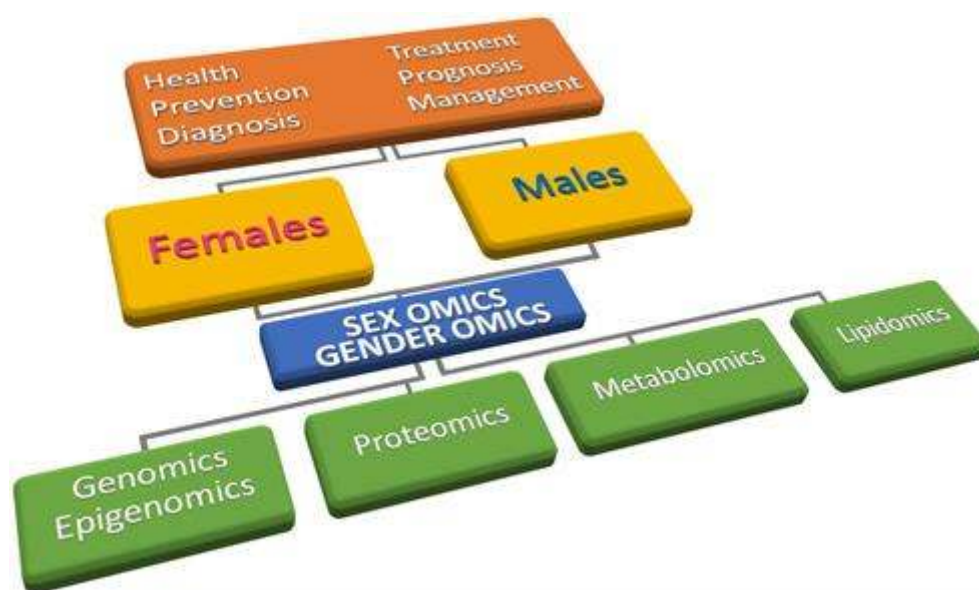 Health
Prevention
Diagnosis
Treatment
Prognosis
Management
Females
Males
SEX OMICS
GENDER OMICS
Genomics
Epigenomics
Proteomics
Metabolomics
Lipidomics